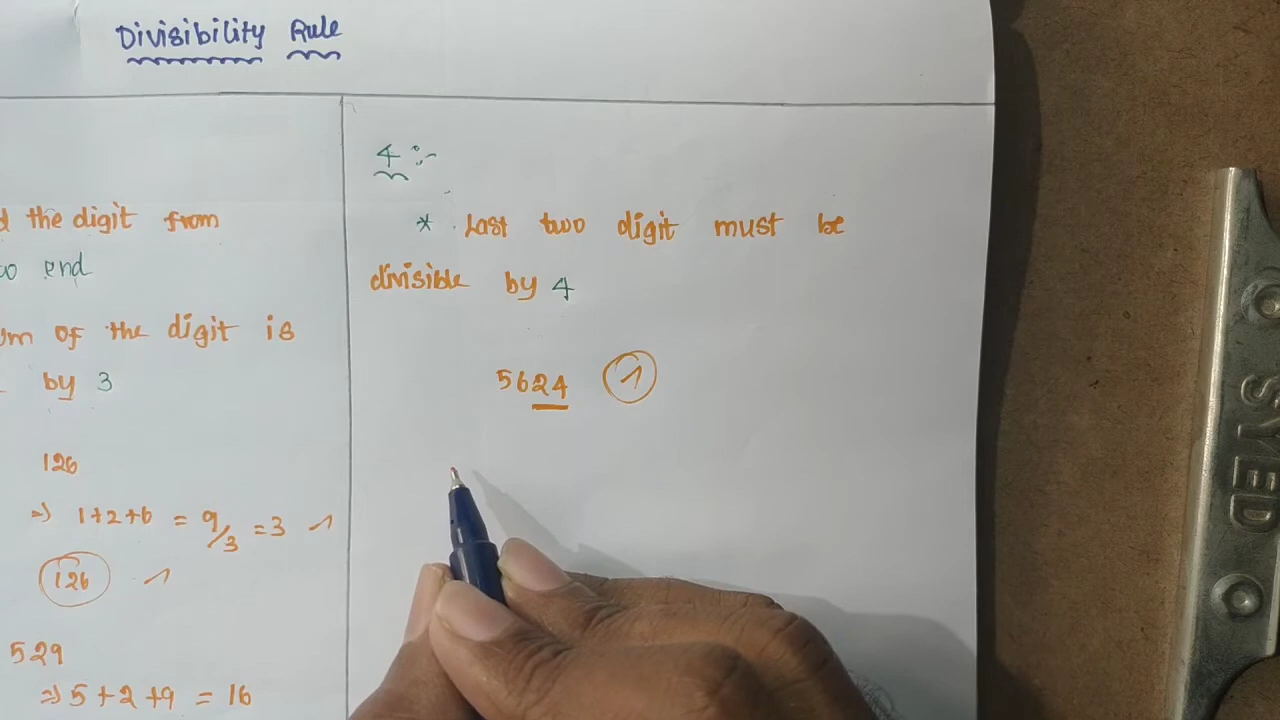 Divisibility Rule
the digit from
end
of the digit is
by 3
126
=> 1+2+6 = 9/3 = 3
126
529
=> 5+2+9 = 16
4:-
* Last two digit must be
divisible by 4
5624
SYED